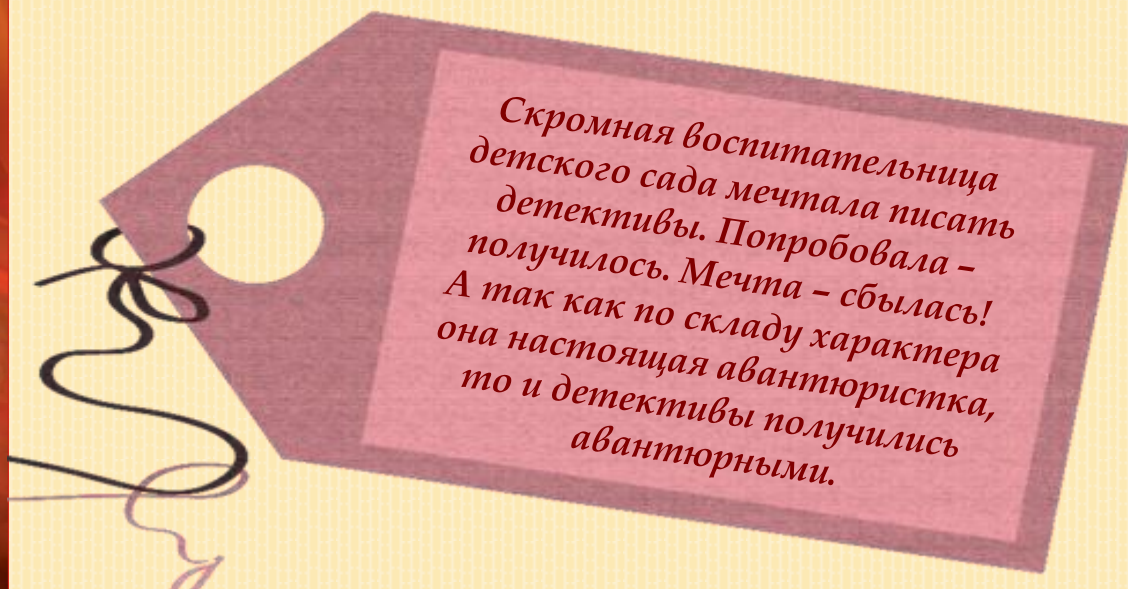 Скромная воспитательница
детского сада мечтала писать
детективы. Попробовала –
получилось. Мечта – сбылась!
А так как по складу характера
она настоящая авантюристка,
то и детективы получились
авантюрными.